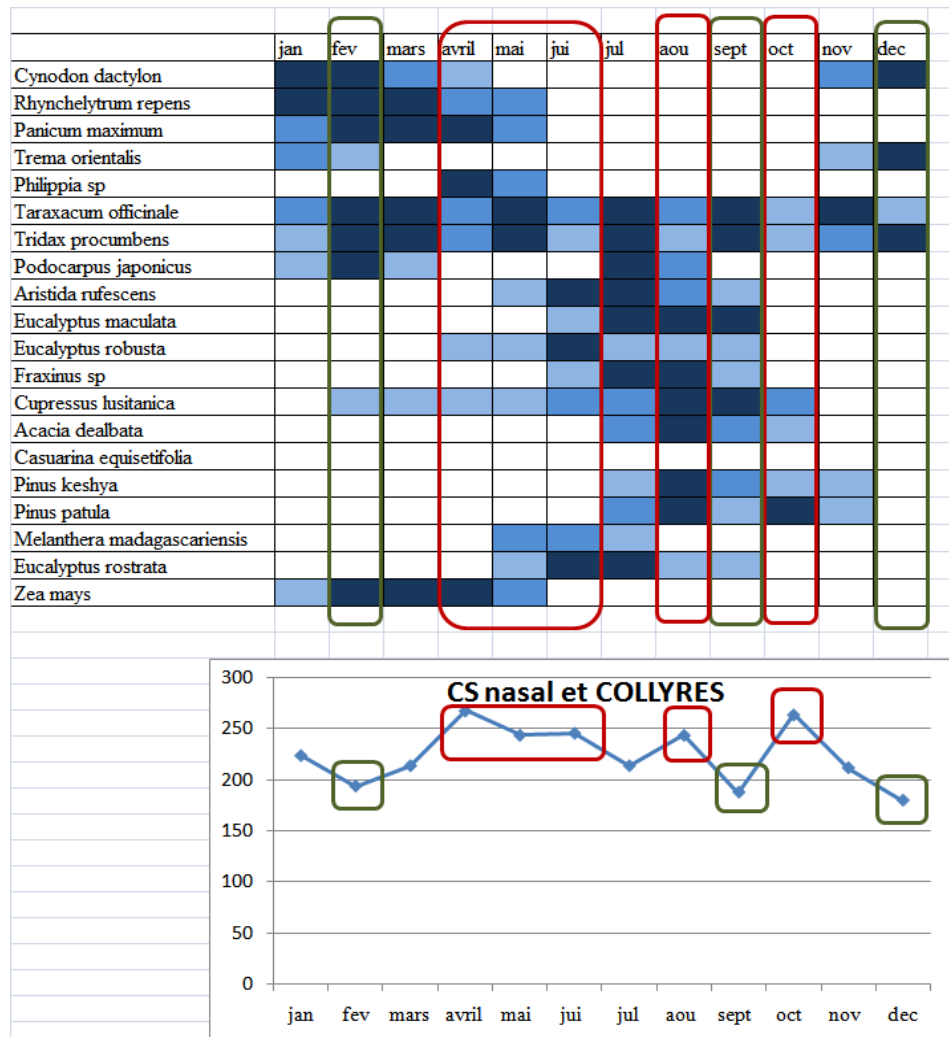 jan fev mars avril mai jui jul aou sept oct nov dec
Cynodon dactylon
Rhynchelytrum repens
Panicum maximum
Trema orientalis
Philippia sp
Taraxacum officinale
Tridax procumbens
Podocarpus japonicus
Aristida rufescens
Eucalyptus maculata
Eucalyptus robusta
Fraxinus sp
Cupressus lusitanica
Acacia dealbata
Casuarina equisetifolia
Pinus keshya
Pinus patula
Melanthera madagascariensis
Eucalyptus rostrata
Zea mays
CS nasal et COLLYRES
300
250
200
150
100
50
0
jan fev mars avril mai jui jul aou sept oct nov dec